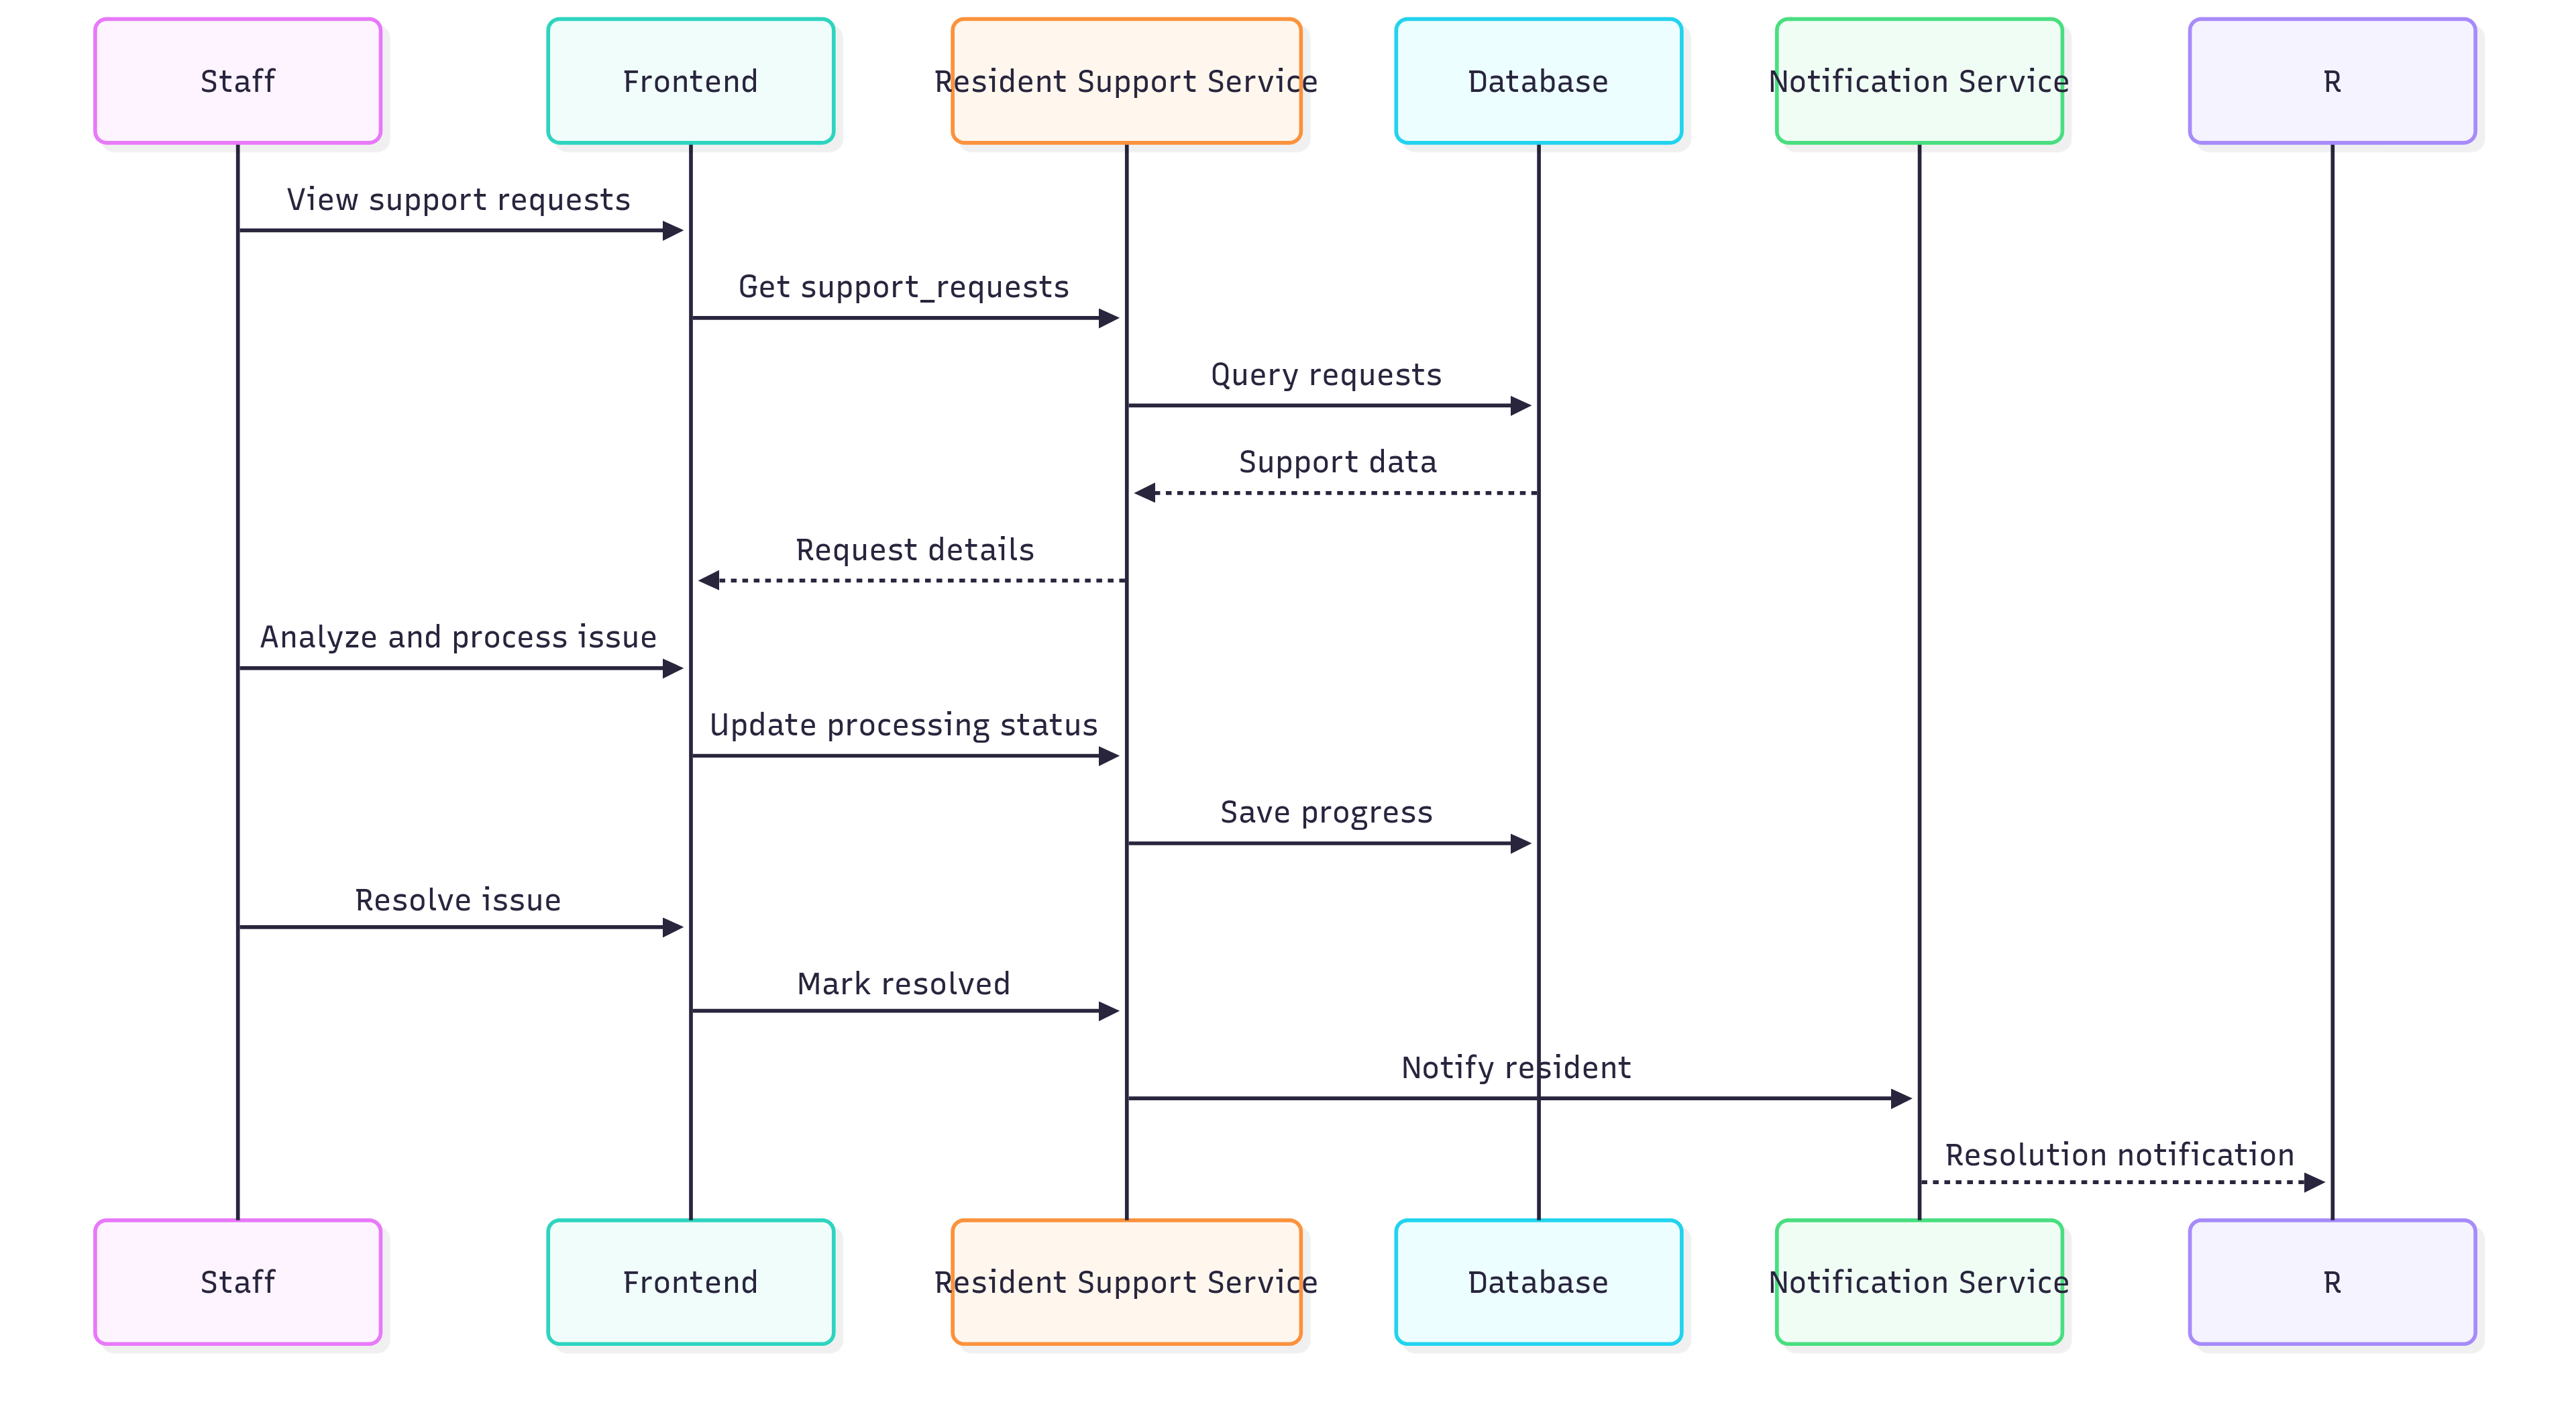 Staff
Frontend
Resident Support Service
Database
Notification Service
R
View support requests
Get support_requests
Query requests
Support data
Request details
Analyze and process issue
Update processing status
Save progress
Resolve issue
Mark resolved
Notify resident
Resolution notification
Staff
Frontend
Resident Support Service
Database
Notification Service
R